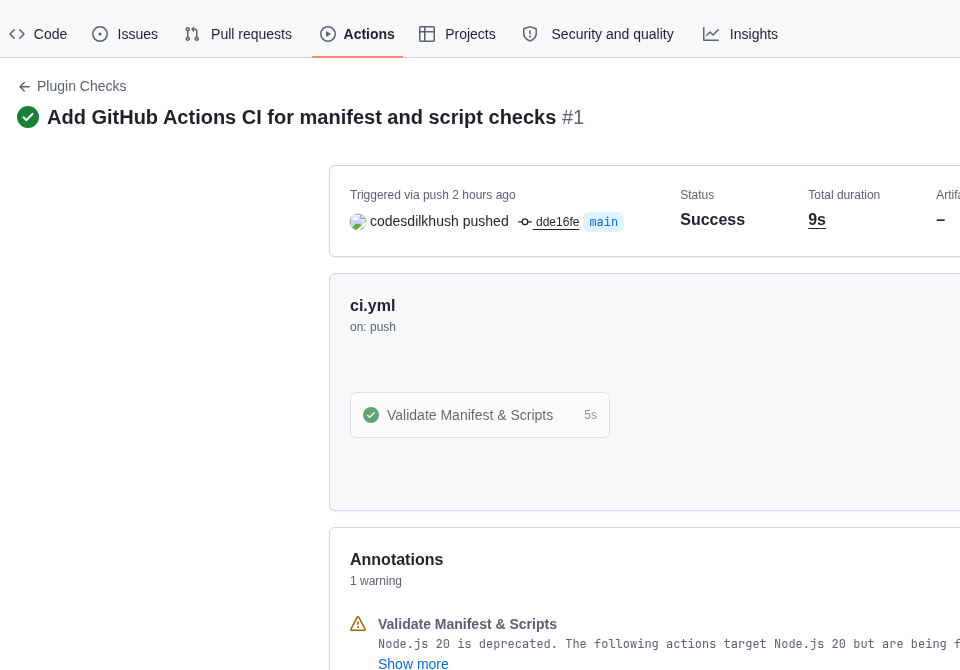 Code Issues Pull requests Actions Projects Security and quality Insights
Plugin Checks
Add GitHub Actions CI for manifest and script checks #1
Triggered via push 2 hours ago Status Total duration Artifa
codesdilkhush pushed dde16fe main Success 9s –
ci.yml
on: push
Validate Manifest & Scripts 5s
Annotations
1 warning
Validate Manifest & Scripts
Node.js 20 is deprecated. The following actions target Node.js 20 but are being f
Show more